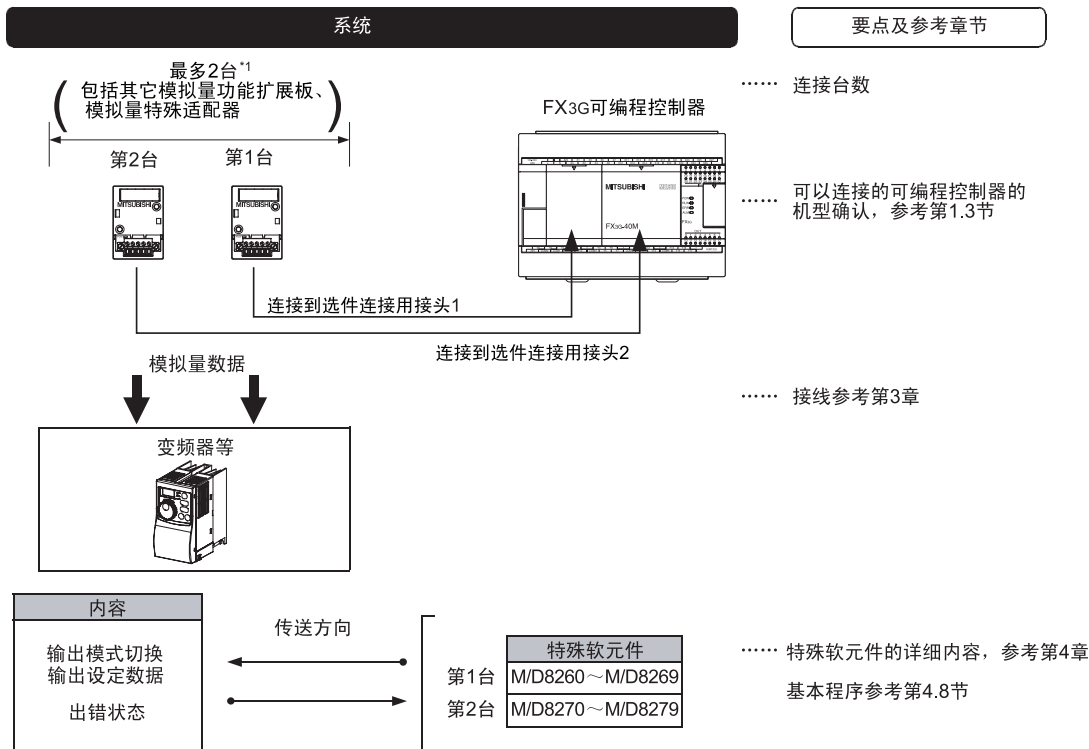 系统
要点及参考章节
最多2台*1
(包括其它模拟量功能扩展板、
模拟量特殊适配器)
第2台
第1台
FX3G可编程控制器
MITSUBISHI
MITSUBISHI
MITSUBISHI
FX3G-40M
连接到选件连接用接头1
连接到选件连接用接头2
…… 连接台数
…… 可以连接的可编程控制器的
机型确认，参考第1.3节
模拟量数据
…… 接线参考第3章
变频器等
内容
输出模式切换
输出设定数据
出错状态
传送方向
特殊软元件
第1台 M/D8260～M/D8269
第2台 M/D8270～M/D8279
…… 特殊软元件的详细内容，参考第4章
基本程序参考第4.8节